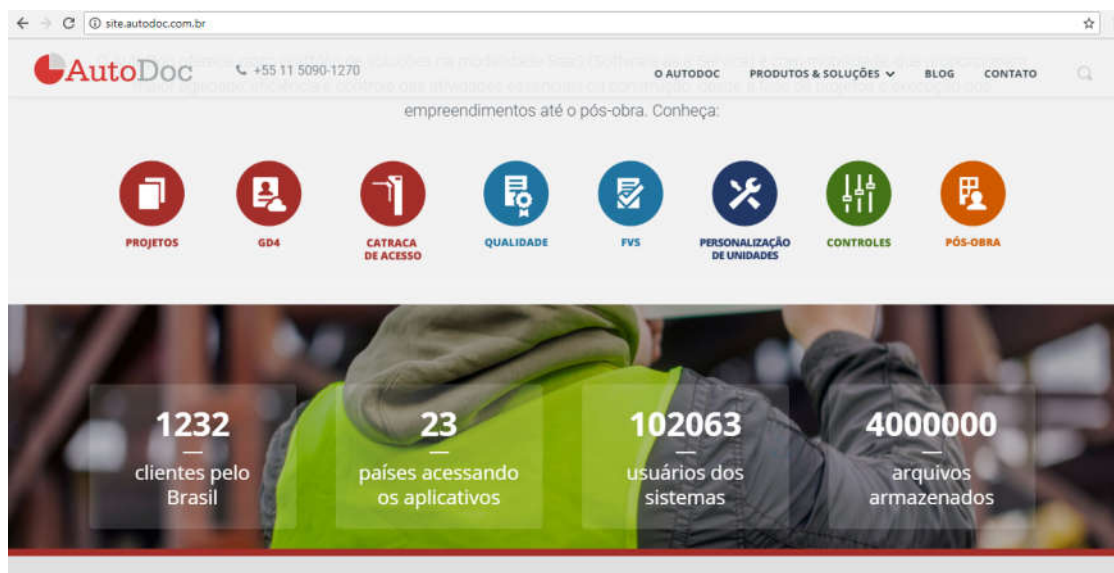 site.autodoc.com.br
AutoDoc
+55 11 5090-1270
O AUTODOC PRODUTOS & SOLUÇÕES BLOG CONTATO
empreendimentos até o pós-obra. Conheça:
PROJETOS
GD4
CATRACA
DE ACESSO
QUALIDADE
FVS
PERSONALIZAÇÃO
DE UNIDADES
CONTROLES
PÓS-OBRA
1232
clientes pelo
Brasil
23
países acessando
os aplicativos
102063
usuários dos
sistemas
4000000
arquivos
armazenados